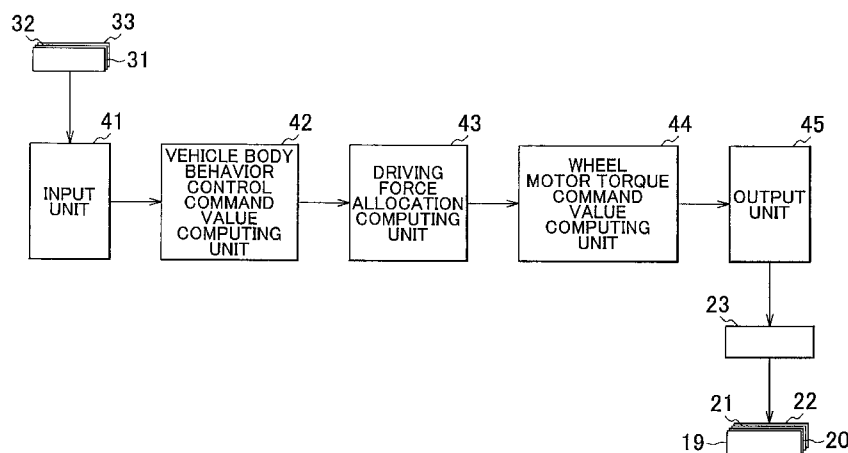 32
33
31
41
INPUT
UNIT
42
VEHICLE BODY
BEHAVIOR
CONTROL
COMMAND
VALUE
COMPUTING
UNIT
43
DRIVING
FORCE
ALLOCATION
COMPUTING
UNIT
44
WHEEL
MOTOR TORQUE
COMMAND
VALUE
COMPUTING
UNIT
45
OUTPUT
UNIT
23
21
22
19
20